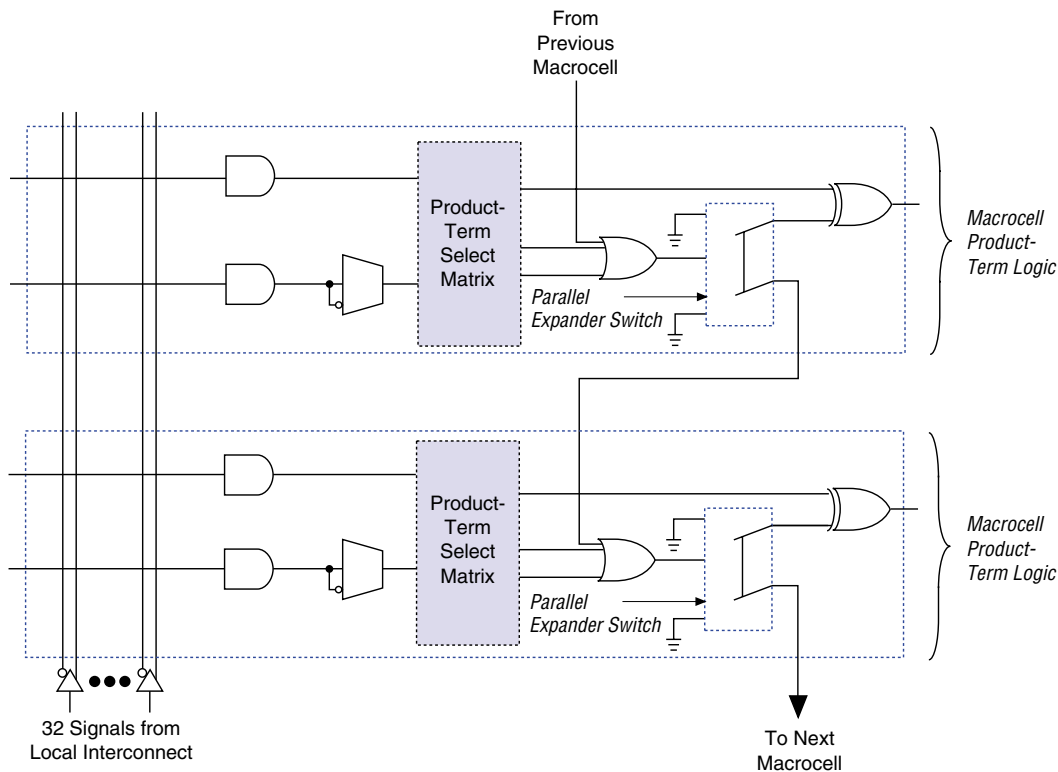 From
Previous
Macrocell
Product-
Term
Select
Matrix
Parallel
Expander Switch
Macrocell
Product-
Term Logic
Product-
Term
Select
Matrix
Parallel
Expander Switch
Macrocell
Product-
Term Logic
32 Signals from
Local Interconnect
To Next
Macrocell